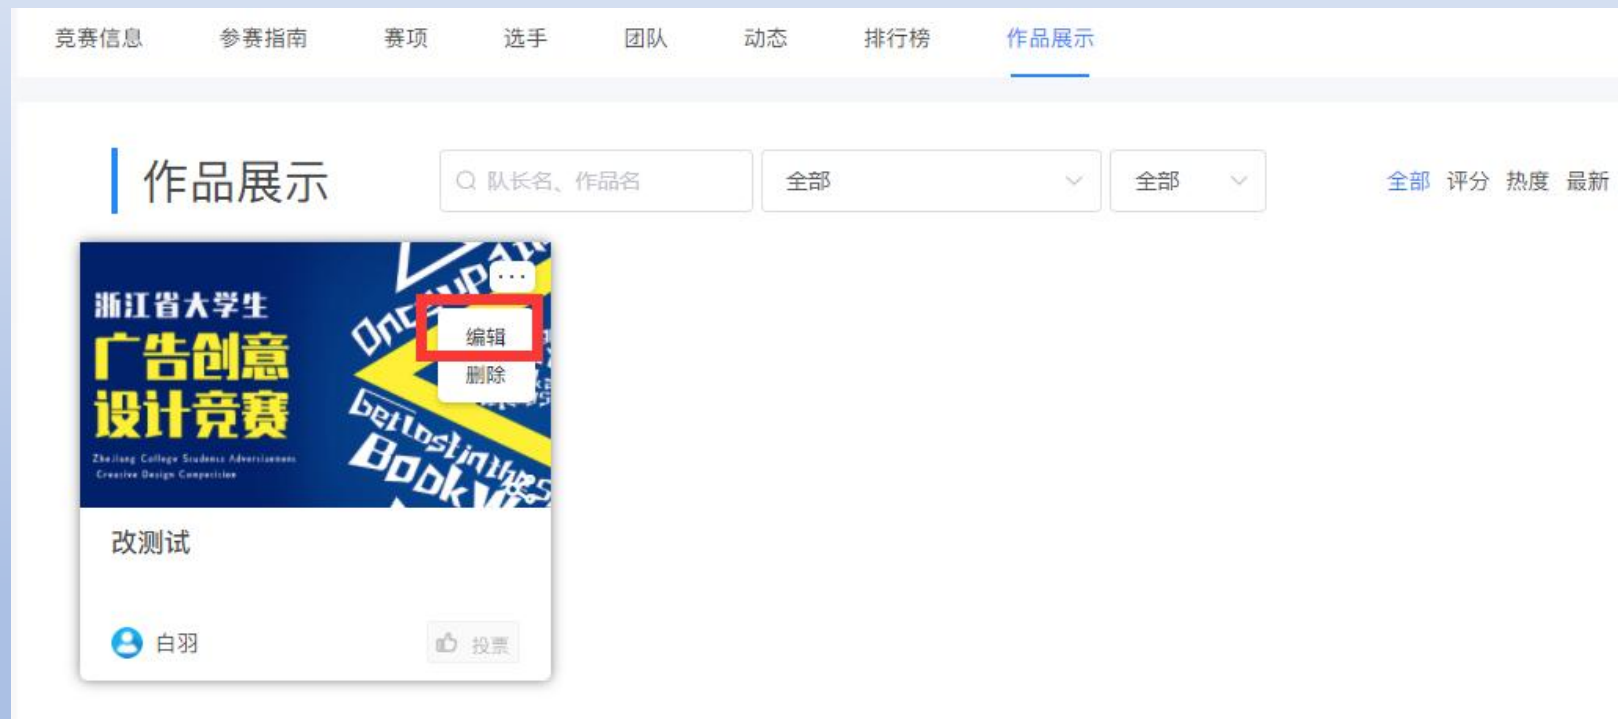 竞赛信息 参赛指南 赛项 选手 团队 动态 排行榜 作品展示
作品展示 队长名、作品名 全部 全部 全部 评分 热度 最新
···
浙江省大学生
广告创意
设计竞赛
编辑
删除
betlostinthe
Book
改测试
白羽 投票